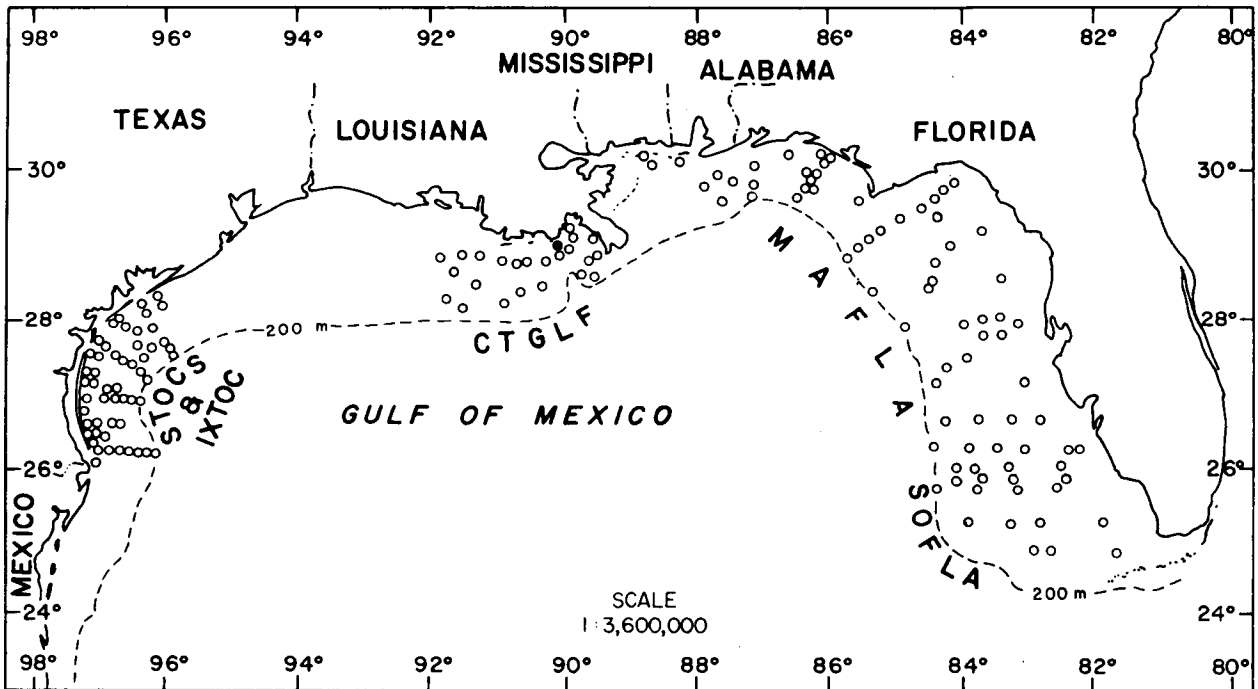 98° 96° 94° 92° 90° 88° 86° 84° 82° 80°
MISSISSIPPI ALABAMA
TEXAS LOUISIANA FLORIDA
30° 30°
MAFLA
28° 200 m CTGLF 28°
STOCS & IXTOC
GULF OF MEXICO
26° 26°
SOFLA
MEXICO
SCALE
1:3,600,000
200 m
24° 24°
98° 96° 94° 92° 90° 88° 86° 84° 82° 80°